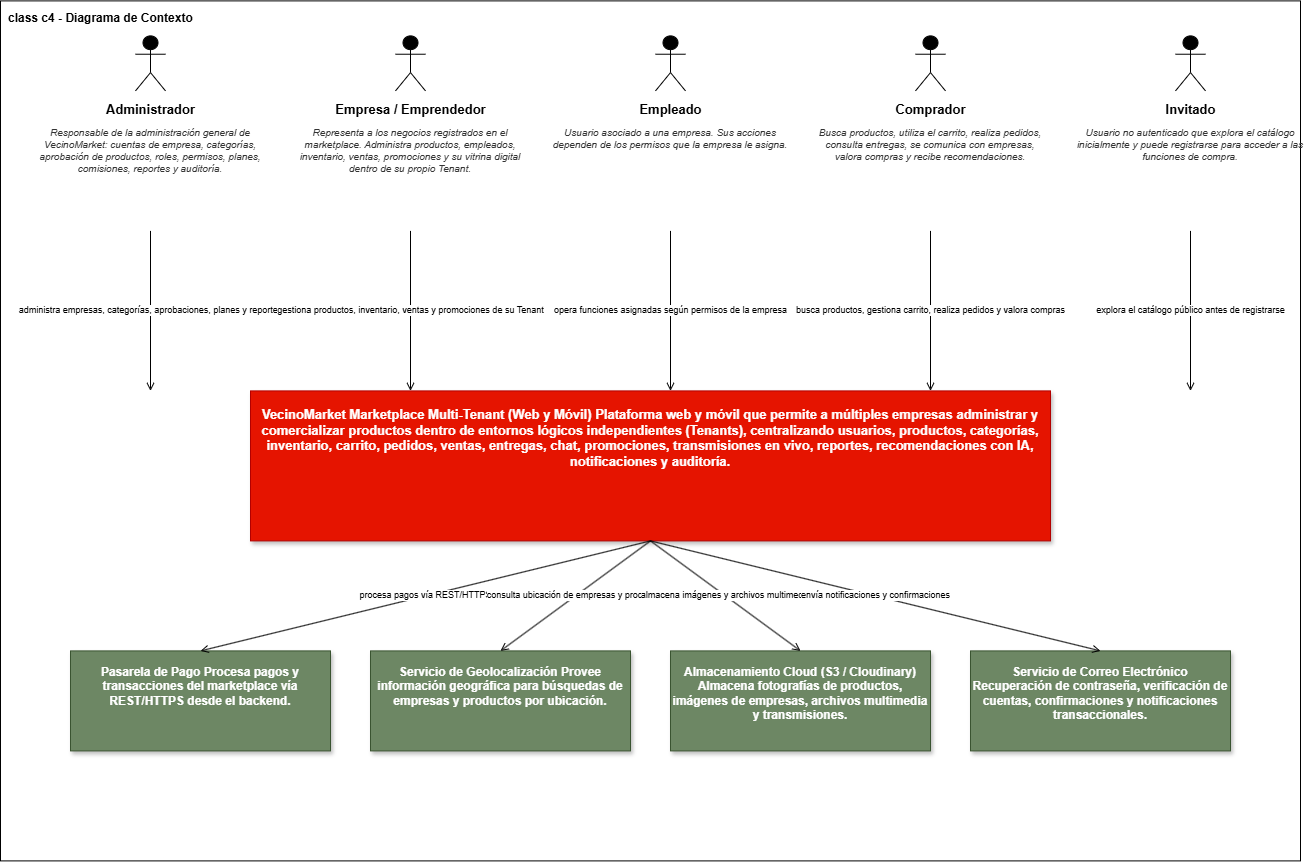 class c4 - Diagrama de Contexto
Administrador
Responsable de la administración general de
VecinoMarket: cuentas de empresa, categorías,
aprobación de productos, roles, permisos, planes,
comisiones, reportes y auditoría.
Empresa / Emprendedor
Representa a los negocios registrados en el
marketplace. Administra productos, empleados,
inventario, ventas, promociones y su vitrina digital
dentro de su propio Tenant.
Empleado
Usuario asociado a una empresa. Sus acciones
dependen de los permisos que la empresa le asigna.
Comprador
Busca productos, utiliza el carrito, realiza pedidos,
consulta entregas, se comunica con empresas,
valora compras y recibe recomendaciones.
Invitado
Usuario no autenticado que explora el catálogo
inicialmente y puede registrarse para acceder a las
funciones de compra.
administra empresas, categorías, aprobaciones, planes y reporte
gestiona productos, inventario, ventas y promociones de su Tenant
opera funciones asignadas según permisos de la empresa
busca productos, gestiona carrito, realiza pedidos y valora compras
explora el catálogo público antes de registrarse
VecinoMarket Marketplace Multi-Tenant (Web y Móvil) Plataforma web y móvil que permite a múltiples empresas administrar y
comercializar productos dentro de entornos lógicos independientes (Tenants), centralizando usuarios, productos, categorías,
inventario, carrito, pedidos, ventas, entregas, chat, promociones, transmisiones en vivo, reportes, recomendaciones con IA,
notificaciones y auditoría.
procesa pagos vía REST/HTTP
consulta ubicación de empresas y pro
almacena imágenes y archivos multime
envía notificaciones y confirmaciones
Pasarela de Pago Procesa pagos y
transacciones del marketplace vía
REST/HTTPS desde el backend.
Servicio de Geolocalización Provee
información geográfica para búsquedas de
empresas y productos por ubicación.
Almacenamiento Cloud (S3 / Cloudinary)
Almacena fotografías de productos,
imágenes de empresas, archivos multimedia
y transmisiones.
Servicio de Correo Electrónico
Recuperación de contraseña, verificación de
cuentas, confirmaciones y notificaciones
transaccionales.